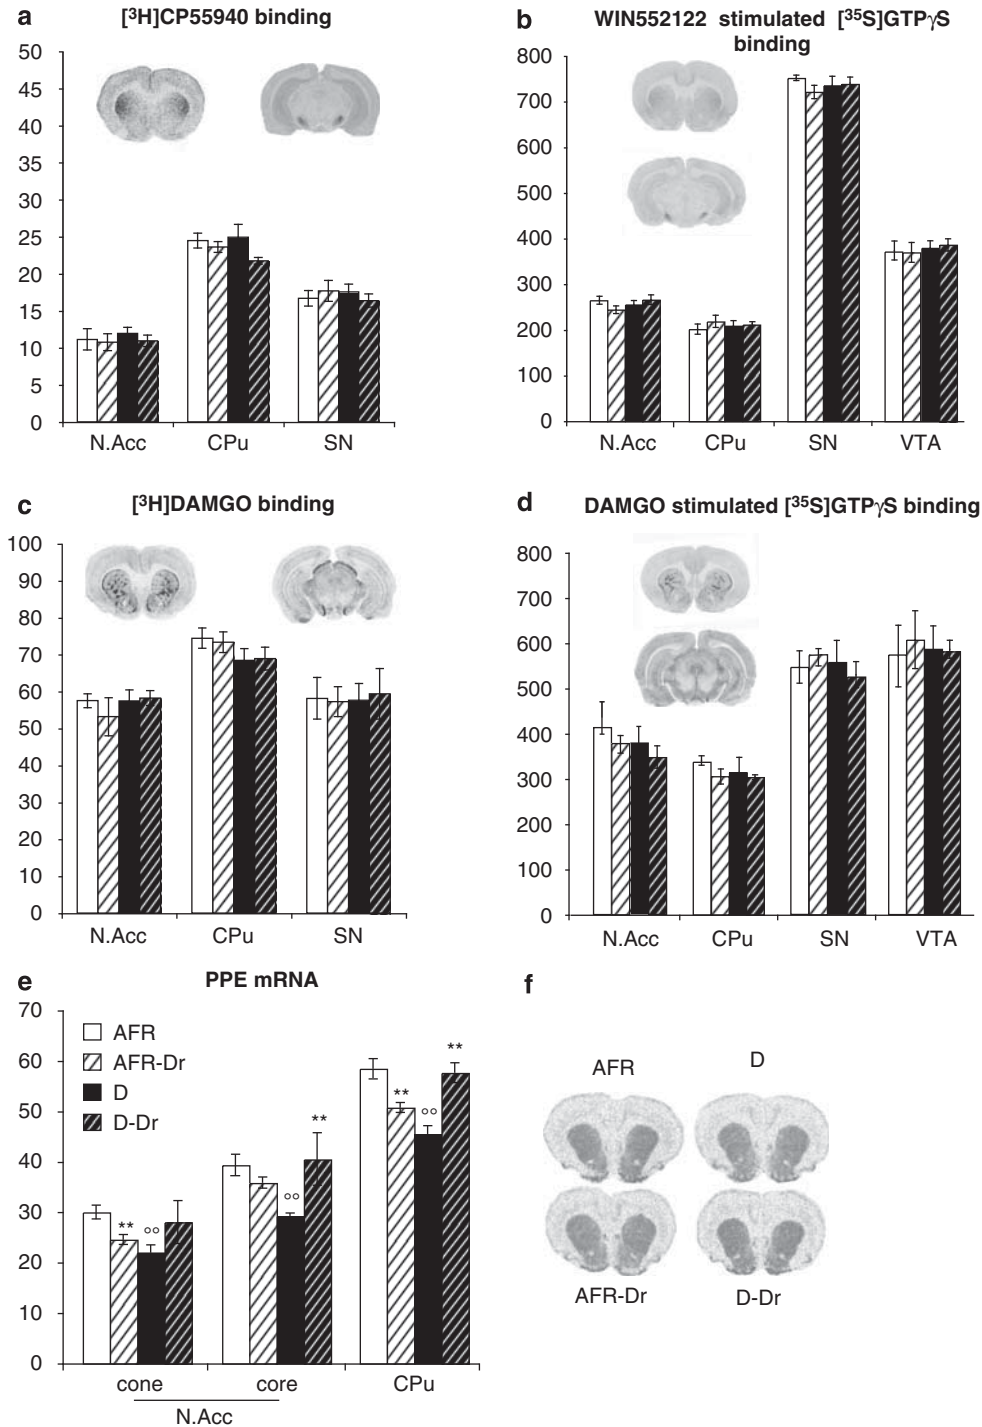 a [³H]CP55940 binding
50
45
40
35
30
25
20
15
10
5
0
N.Acc CPu SN
b WIN552122 stimulated [³⁵S]GTPγS
binding
800
700
600
500
400
300
200
100
0
N.Acc CPu SN VTA
c [³H]DAMGO binding
100
90
80
70
60
50
40
30
20
10
0
N.Acc CPu SN
d DAMGO stimulated [³⁵S]GTPγS binding
800
700
600
500
400
300
200
100
0
N.Acc CPu SN VTA
e PPE mRNA
70
60
50
40
30
20
10
0
AFR
AFR-Dr
D
D-Dr
** °° °° ** ** °° **
cone core CPu
N.Acc
f
AFR D
AFR-Dr D-Dr